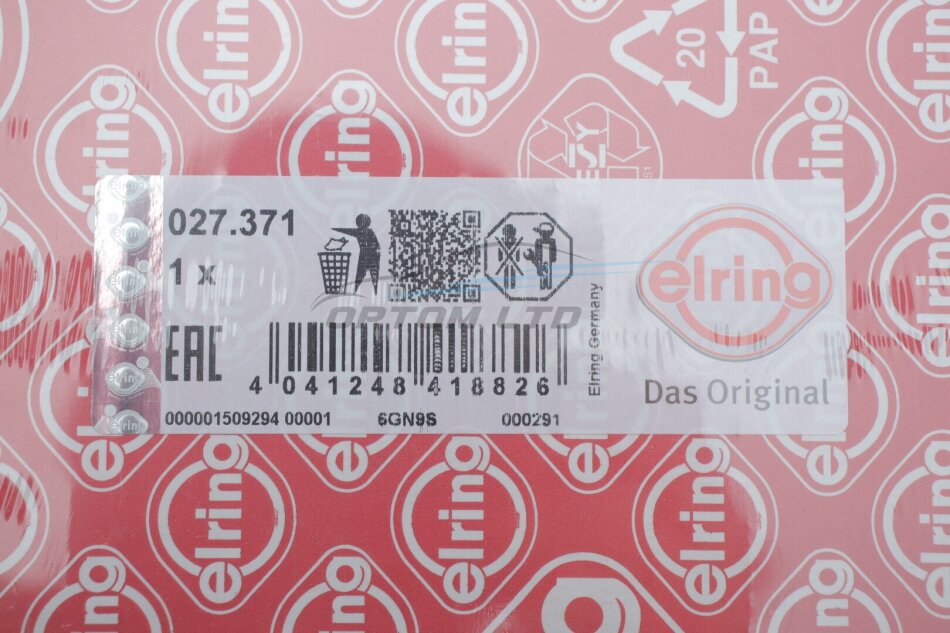 20
PAP
027.371
1 x
EAC
4 041248 418826
000001509294 00001 6GN9S 000291
Elring Germany
elring
Das Original
OPTOM LTD